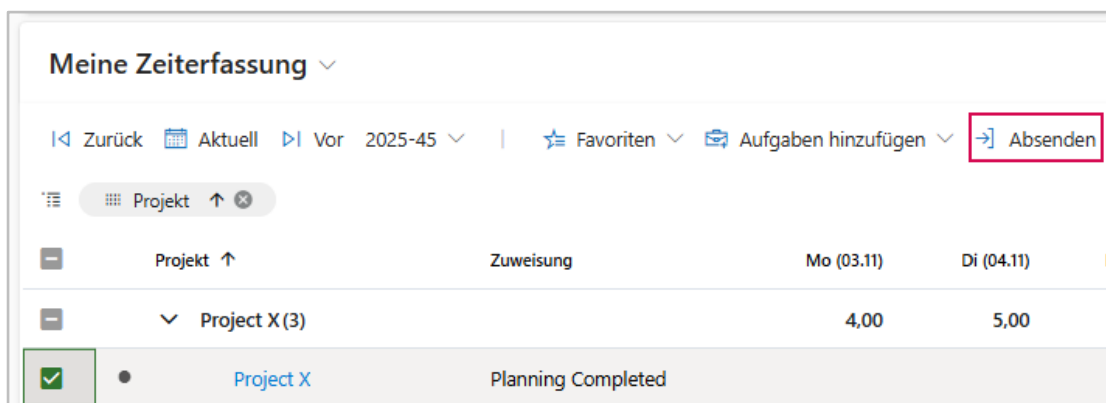 Meine Zeiterfassung
Zurück Aktuell Vor 2025-45 Favoriten Aufgaben hinzufügen Absenden
Projekt
Projekt Zuweisung Mo (03.11) Di (04.11)
Project X (3) 4,00 5,00
Project X Planning Completed